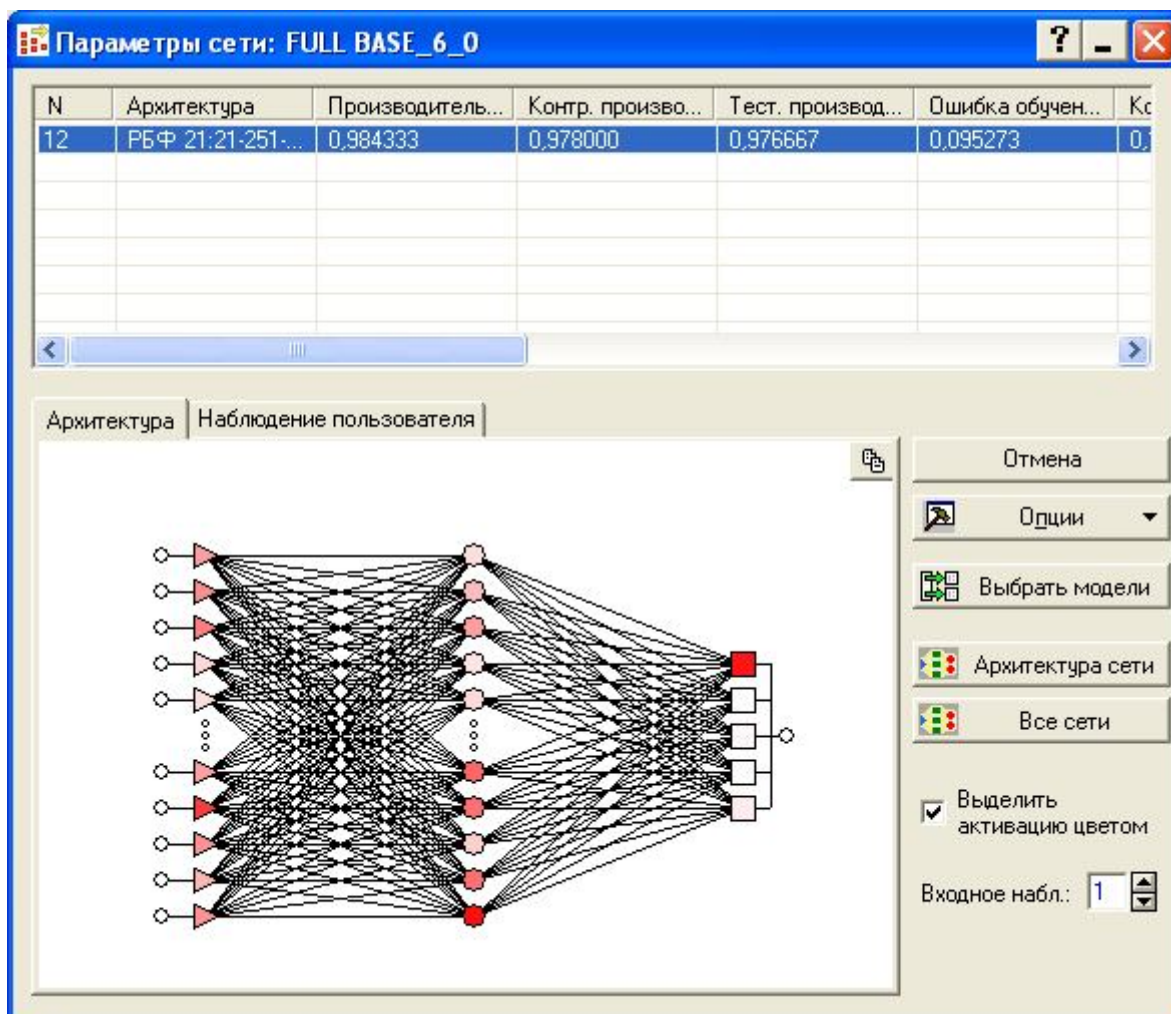 Параметры сети: FULL BASE_6_0
N Архитектура Производитель... Контр. произво... Тест. производ... Ошибка обучен... Ко
12 РБФ 21:21-251-... 0,984333 0,978000 0,976667 0,095273 0,
Архитектура Наблюдение пользователя
Отмена
Опции
Выбрать модели
Архитектура сети
Все сети
Выделить
активацию цветом
Входное набл.: 1